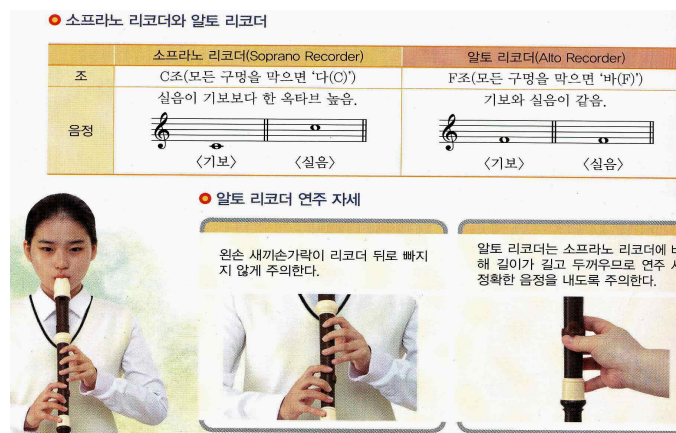 소프라노 리코더와 알토 리코더
소프라노 리코더(Soprano Recorder)
알토 리코더(Alto Recorder)
조
C조(모든 구멍을 막으면 ‘다(C)’)
F조(모든 구멍을 막으면 ‘바(F)’)
음정
실음이 기보보다 한 옥타브 높음.
기보와 실음이 같음.
〈기보〉
〈실음〉
〈기보〉
〈실음〉
알토 리코더 연주 자세
왼손 새끼손가락이 리코더 뒤로 빠지
지 않게 주의한다.
알토 리코더는 소프라노 리코더에
해 길이가 길고 두꺼우므로 연주
정확한 음정을 내도록 주의한다.